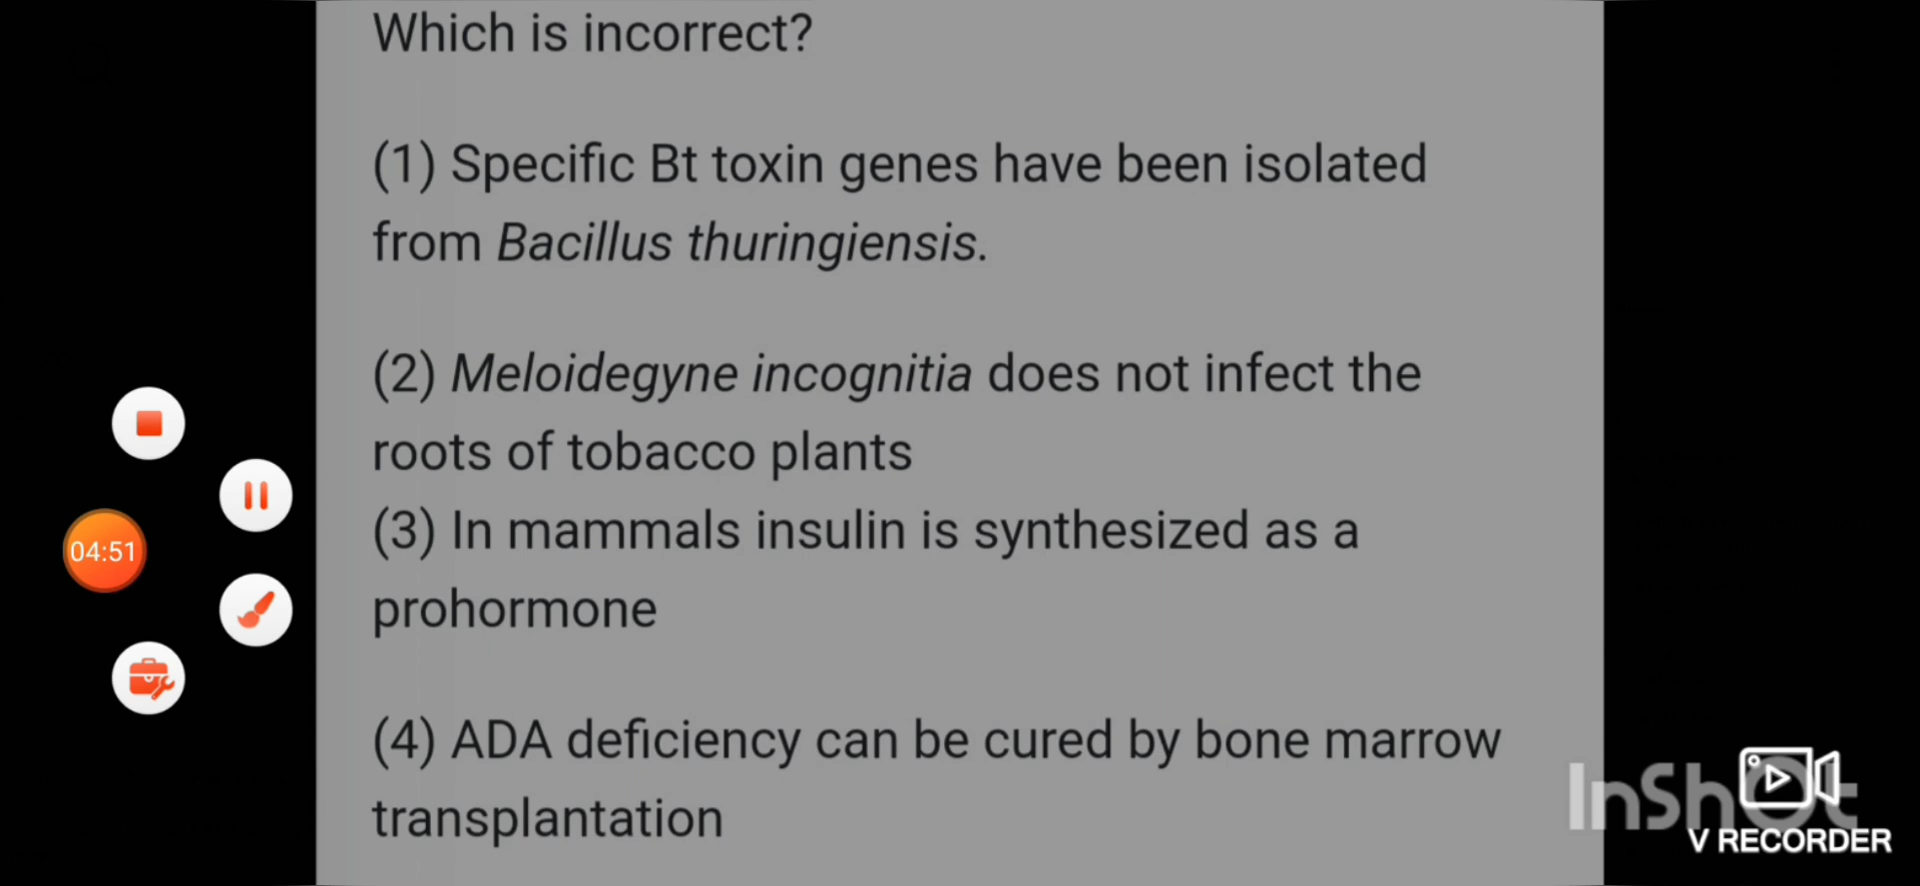 Which is incorrect?
(1) Specific Bt toxin genes have been isolated
from Bacillus thuringiensis.
(2) Meloidegyne incognitia does not infect the
roots of tobacco plants
(3) In mammals insulin is synthesized as a
prohormone
(4) ADA deficiency can be cured by bone marrow
transplantation
04:51
InShot
V RECORDER